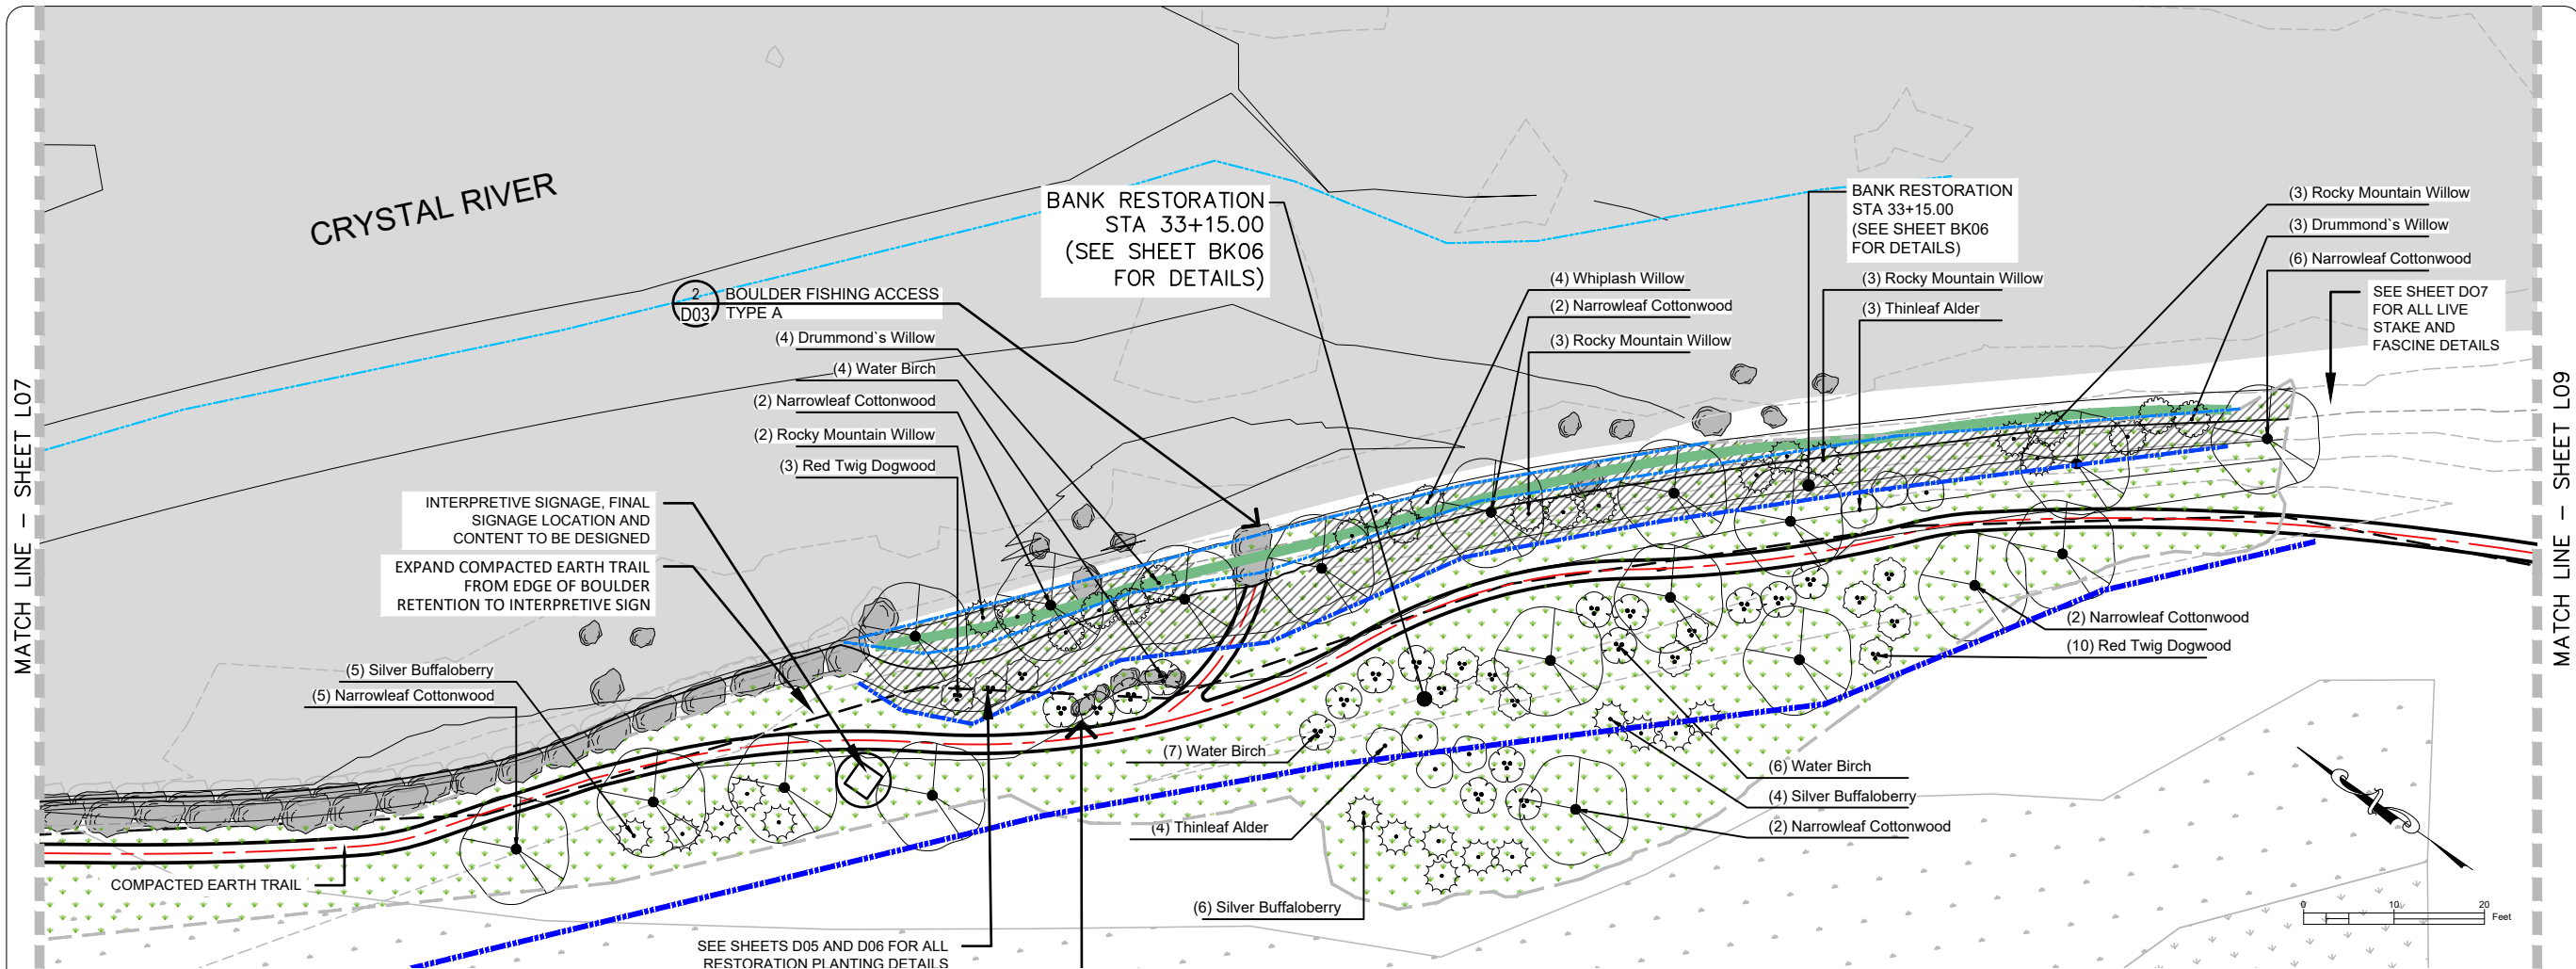 CRYSTAL RIVER
MATCH LINE – SHEET L07
2
D03
BOULDER FISHING ACCESS
TYPE A
(4) Drummond`s Willow
(4) Water Birch
(2) Narrowleaf Cottonwood
(2) Rocky Mountain Willow
(3) Red Twig Dogwood
INTERPRETIVE SIGNAGE, FINAL
SIGNAGE LOCATION AND
CONTENT TO BE DESIGNED
EXPAND COMPACTED EARTH TRAIL
FROM EDGE OF BOULDER
RETENTION TO INTERPRETIVE SIGN
(5) Silver Buffaloberry
(5) Narrowleaf Cottonwood
COMPACTED EARTH TRAIL
SEE SHEETS D05 AND D06 FOR ALL
RESTORATION PLANTING DETAILS
BANK RESTORATION
STA 33+15.00
(SEE SHEET BK06
FOR DETAILS)
(4) Whiplash Willow
(2) Narrowleaf Cottonwood
(3) Rocky Mountain Willow
BANK RESTORATION
STA 33+15.00
(SEE SHEET BK06
FOR DETAILS)
(3) Rocky Mountain Willow
(3) Thinleaf Alder
(3) Rocky Mountain Willow
(3) Drummond`s Willow
(6) Narrowleaf Cottonwood
SEE SHEET DO7
FOR ALL LIVE
STAKE AND
FASCINE DETAILS
(2) Narrowleaf Cottonwood
(10) Red Twig Dogwood
(7) Water Birch
(4) Thinleaf Alder
(6) Silver Buffaloberry
(6) Water Birch
(4) Silver Buffaloberry
(2) Narrowleaf Cottonwood
0 10 20
Feet
MATCH LINE – SHEET L09